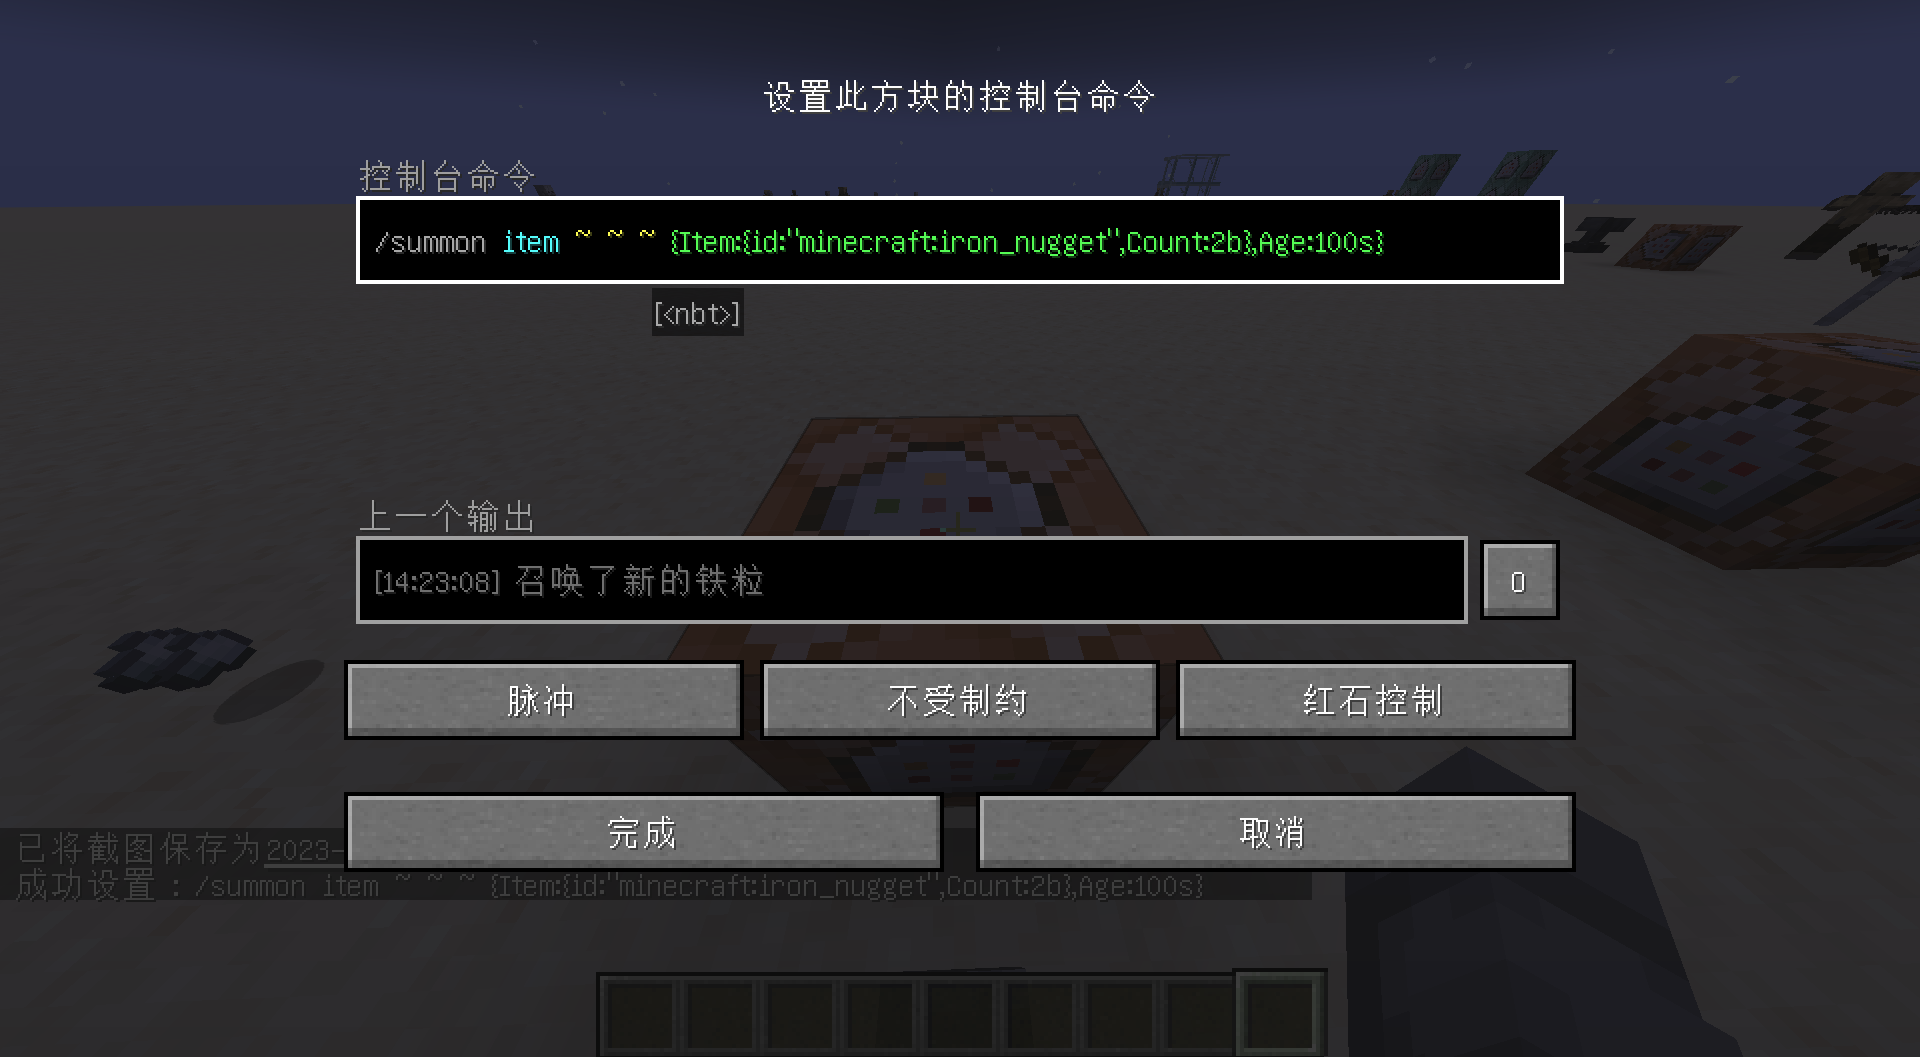 设置此方块的控制台命令
控制台命令
/summon item ~ ~ ~ {Item:{id:"minecraft:iron_nugget",Count:2b},Age:100s}
[<nbt>]
上一个输出
[14:23:08] 召唤了新的铁粒
O
脉冲
不受制约
红石控制
完成
取消
已将截图保存为2023-
成功设置：/summon item ~ ~ ~ {Item:{id:"minecraft:iron_nugget",Count:2b},Age:100s}